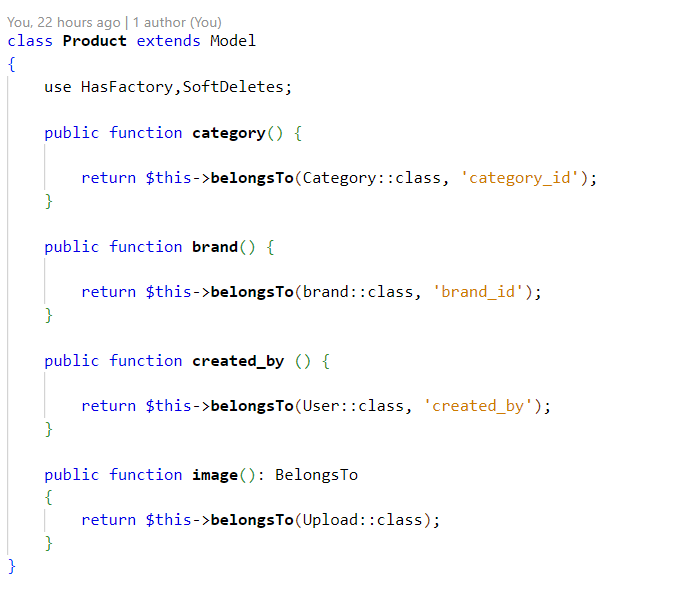 You, 22 hours ago | 1 author (You)
class Product extends Model
{
    use HasFactory,SoftDeletes;
    public function category() {
        return $this->belongsTo(Category::class, 'category_id');
    }
    public function brand() {
        return $this->belongsTo(brand::class, 'brand_id');
    }
    public function created_by () {
        return $this->belongsTo(User::class, 'created_by');
    }
    public function image(): BelongsTo
    {
        return $this->belongsTo(Upload::class);
    }
}